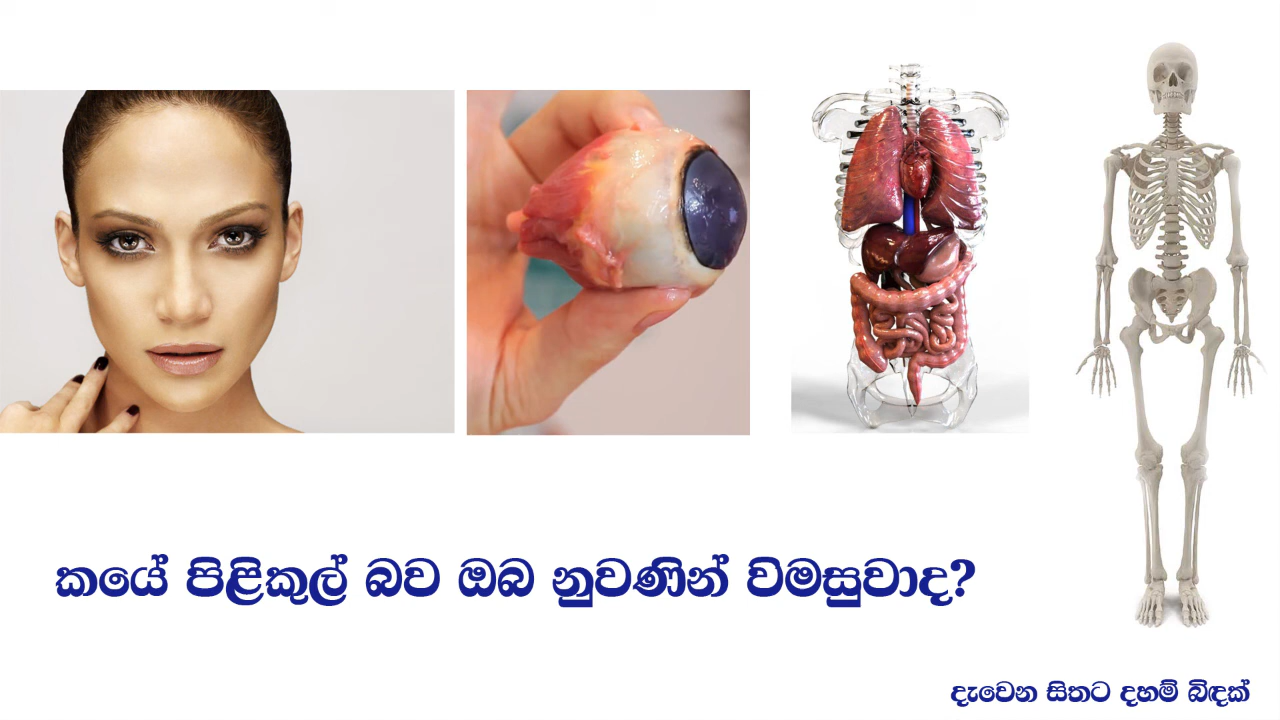 කයේ පිළිකුල් බව ඔබ නුවණින් විමසුවාද?
දැවෙන සිතට දහම් බිඳක්